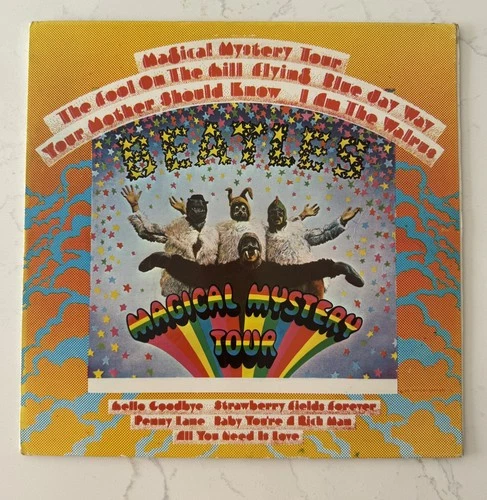 Magical Mystery Tour
The Fool On The Hill Flying Blue Jay Way
Your Mother Should Know I Am The Walrus
BEATLES
MAGICAL MYSTERY
TOUR
Hello Goodbye Strawberry Fields Forever
Penny Lane Baby You're A Rich Man
All You Need Is Love